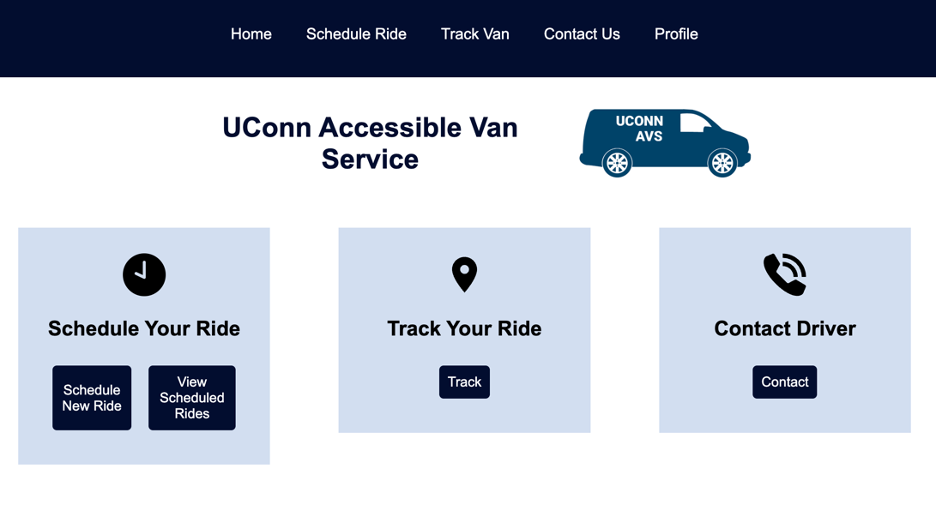 Home Schedule Ride Track Van Contact Us Profile
UConn Accessible Van
Service
UCONN
AVS
Schedule Your Ride
Schedule
New Ride
View
Scheduled
Rides
Track Your Ride
Track
Contact Driver
Contact